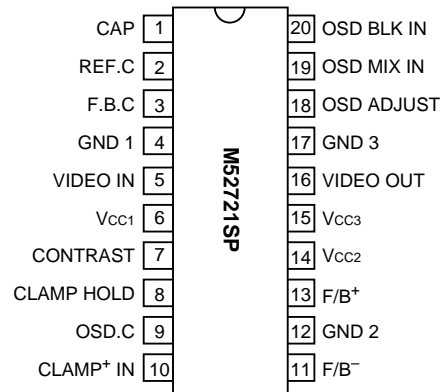 CAP 1 20 OSD BLK IN
REF.C 2 19 OSD MIX IN
F.B.C 3 18 OSD ADJUST
GND 1 4 17 GND 3
VIDEO IN 5 16 VIDEO OUT
VCC1 6 15 VCC3
CONTRAST 7 14 VCC2
CLAMP HOLD 8 13 F/B+
OSD.C 9 12 GND 2
CLAMP+ IN 10 11 F/B−
M52721SP